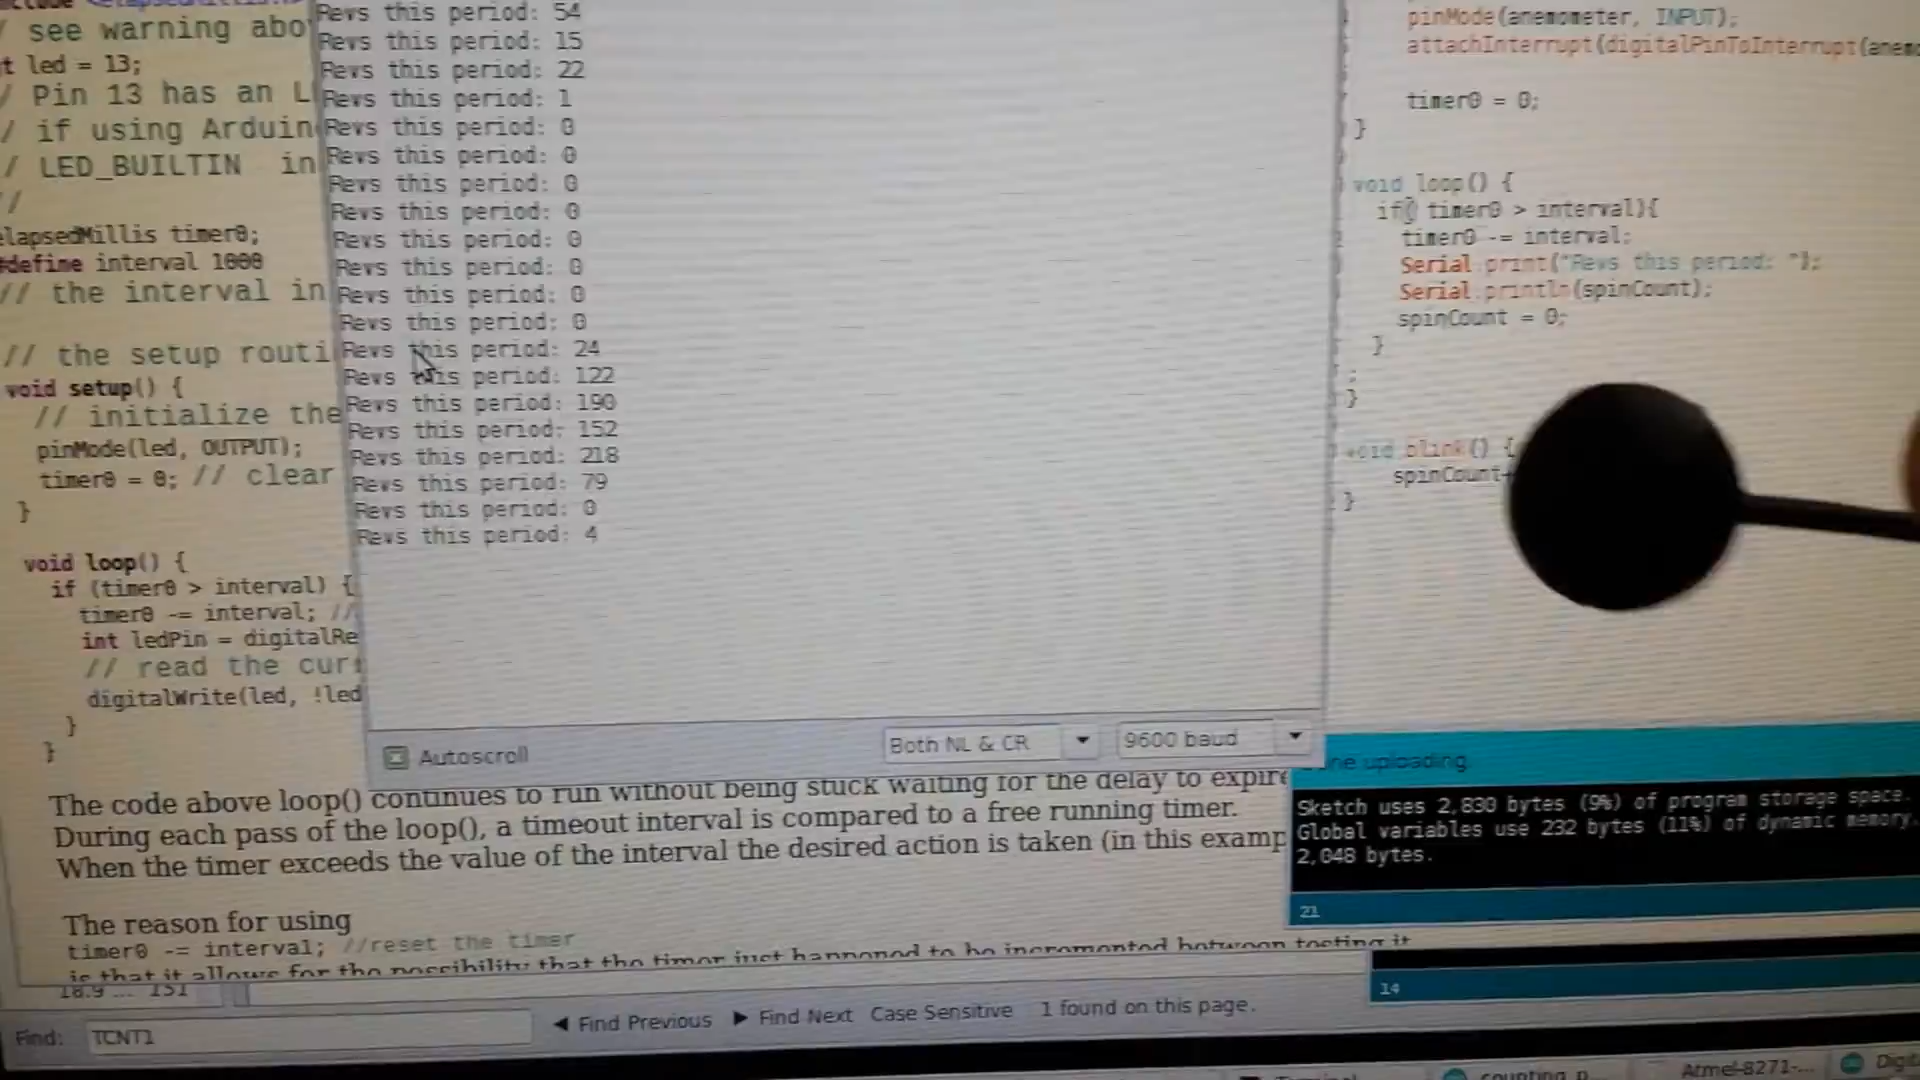 see warning abo
t led = 13;
/ Pin 13 has an L
/ if using Arduin
/ LED_BUILTIN in
//
elapsedMillis timer0;
#define interval 1000
// the interval in
// the setup routi
void setup() {
// initialize the
pinMode(led, OUTPUT);
timer0 = 0; // clear
}
void loop() {
if (timer0 > interval) {
timer0 -= interval; //
int ledPin = digitalRe
// read the curr
digitalWrite(led, !led
}
}
The code above loop() continues to run without being stuck waiting for the delay to expire
During each pass of the loop(), a timeout interval is compared to a free running timer.
When the timer exceeds the value of the interval the desired action is taken (in this examp
The reason for using
timer0 -= interval; //reset the timer
is that it allows for the possibility that the timer just happened to be incremented between testing it
18.9 ... 151
Find: TCNT1
Find Previous
Find Next
Case Sensitive
1 found on this page.
Revs this period: 54
Revs this period: 15
Revs this period: 22
Revs this period: 1
Revs this period: 0
Revs this period: 0
Revs this period: 0
Revs this period: 0
Revs this period: 0
Revs this period: 0
Revs this period: 0
Revs this period: 0
Revs this period: 24
Revs this period: 122
Revs this period: 190
Revs this period: 152
Revs this period: 218
Revs this period: 79
Revs this period: 0
Revs this period: 4
Autoscroll
Both NL & CR
9600 baud
pinMode(anemometer, INPUT);
attachInterrupt(digitalPinToInterrupt(anemo
timer0 = 0;
}
void loop() {
if( timer0 > interval){
timer0 -= interval;
Serial.print("Revs this period: ");
Serial.println(spinCount);
spinCount = 0;
}
;
}
void blink() {
spinCount+
}
ne uploading
Sketch uses 2,830 bytes (9%) of program storage space.
Global variables use 232 bytes (11%) of dynamic memory,
2,048 bytes.
21
14
Terminal
counting_p...
Atmel-8271-...
Digit